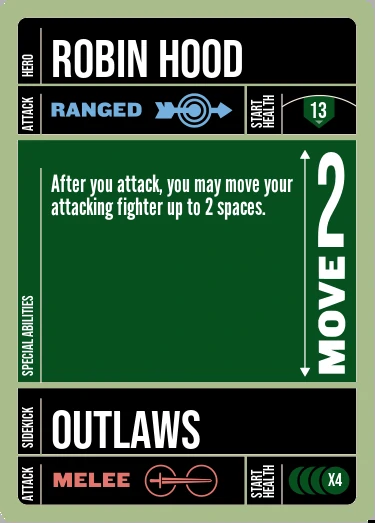 HERO
ROBIN HOOD
ATTACK
RANGED
START
HEALTH
13
SPECIAL ABILITIES
After you attack, you may move your
attacking fighter up to 2 spaces.
MOVE 2
SIDEKICK
OUTLAWS
ATTACK
MELEE
START
HEALTH
X4